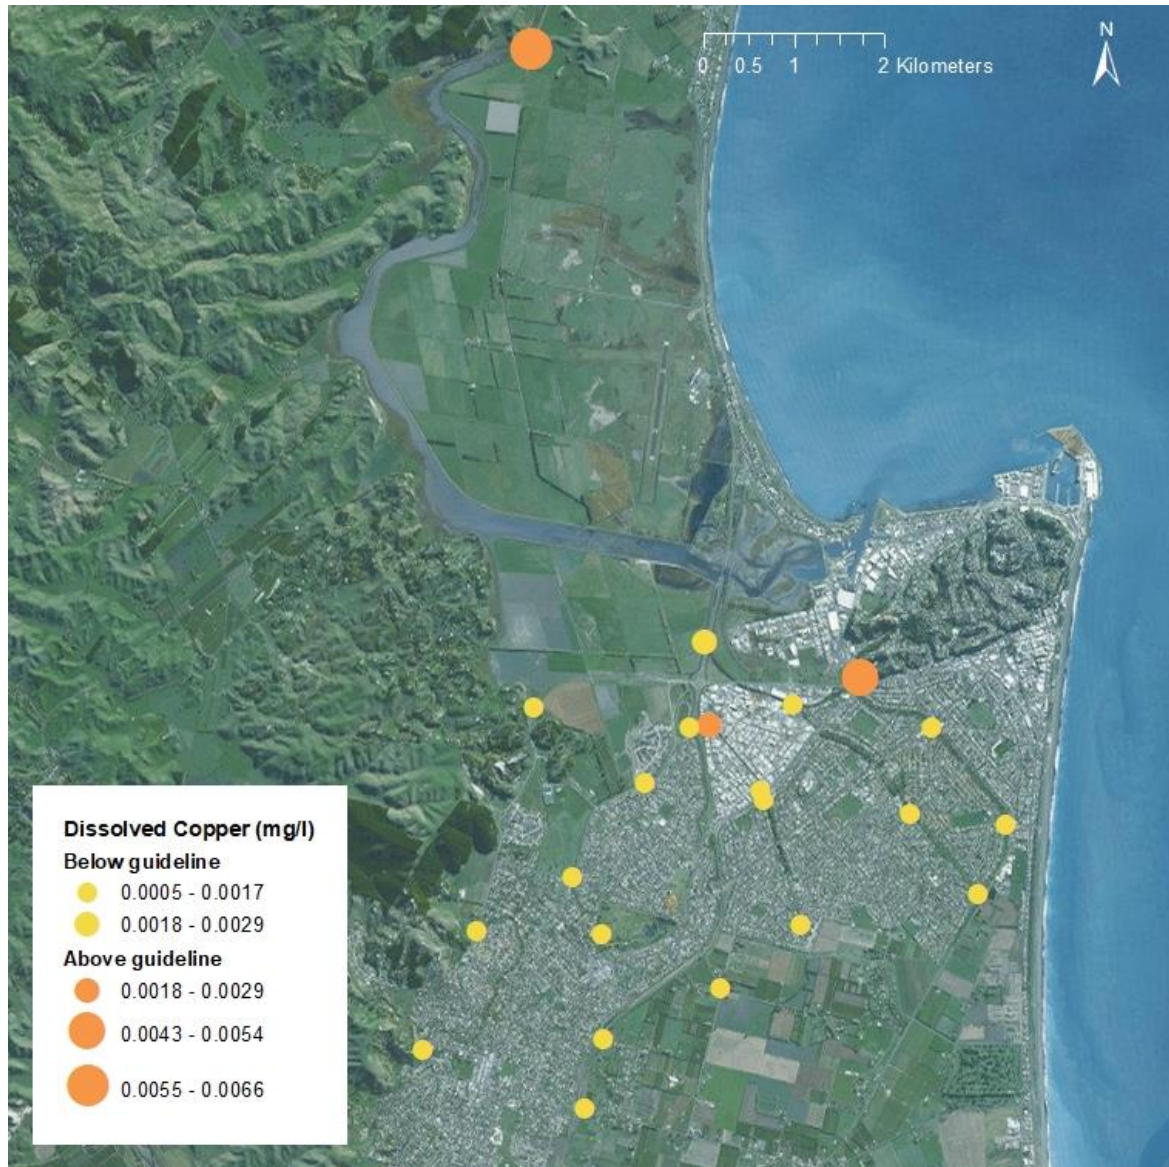 N
0 0.5 1 2 Kilometers
Dissolved Copper (mg/l)
Below guideline
0.0005 - 0.0017
0.0018 - 0.0029
Above guideline
0.0018 - 0.0029
0.0043 - 0.0054
0.0055 - 0.0066